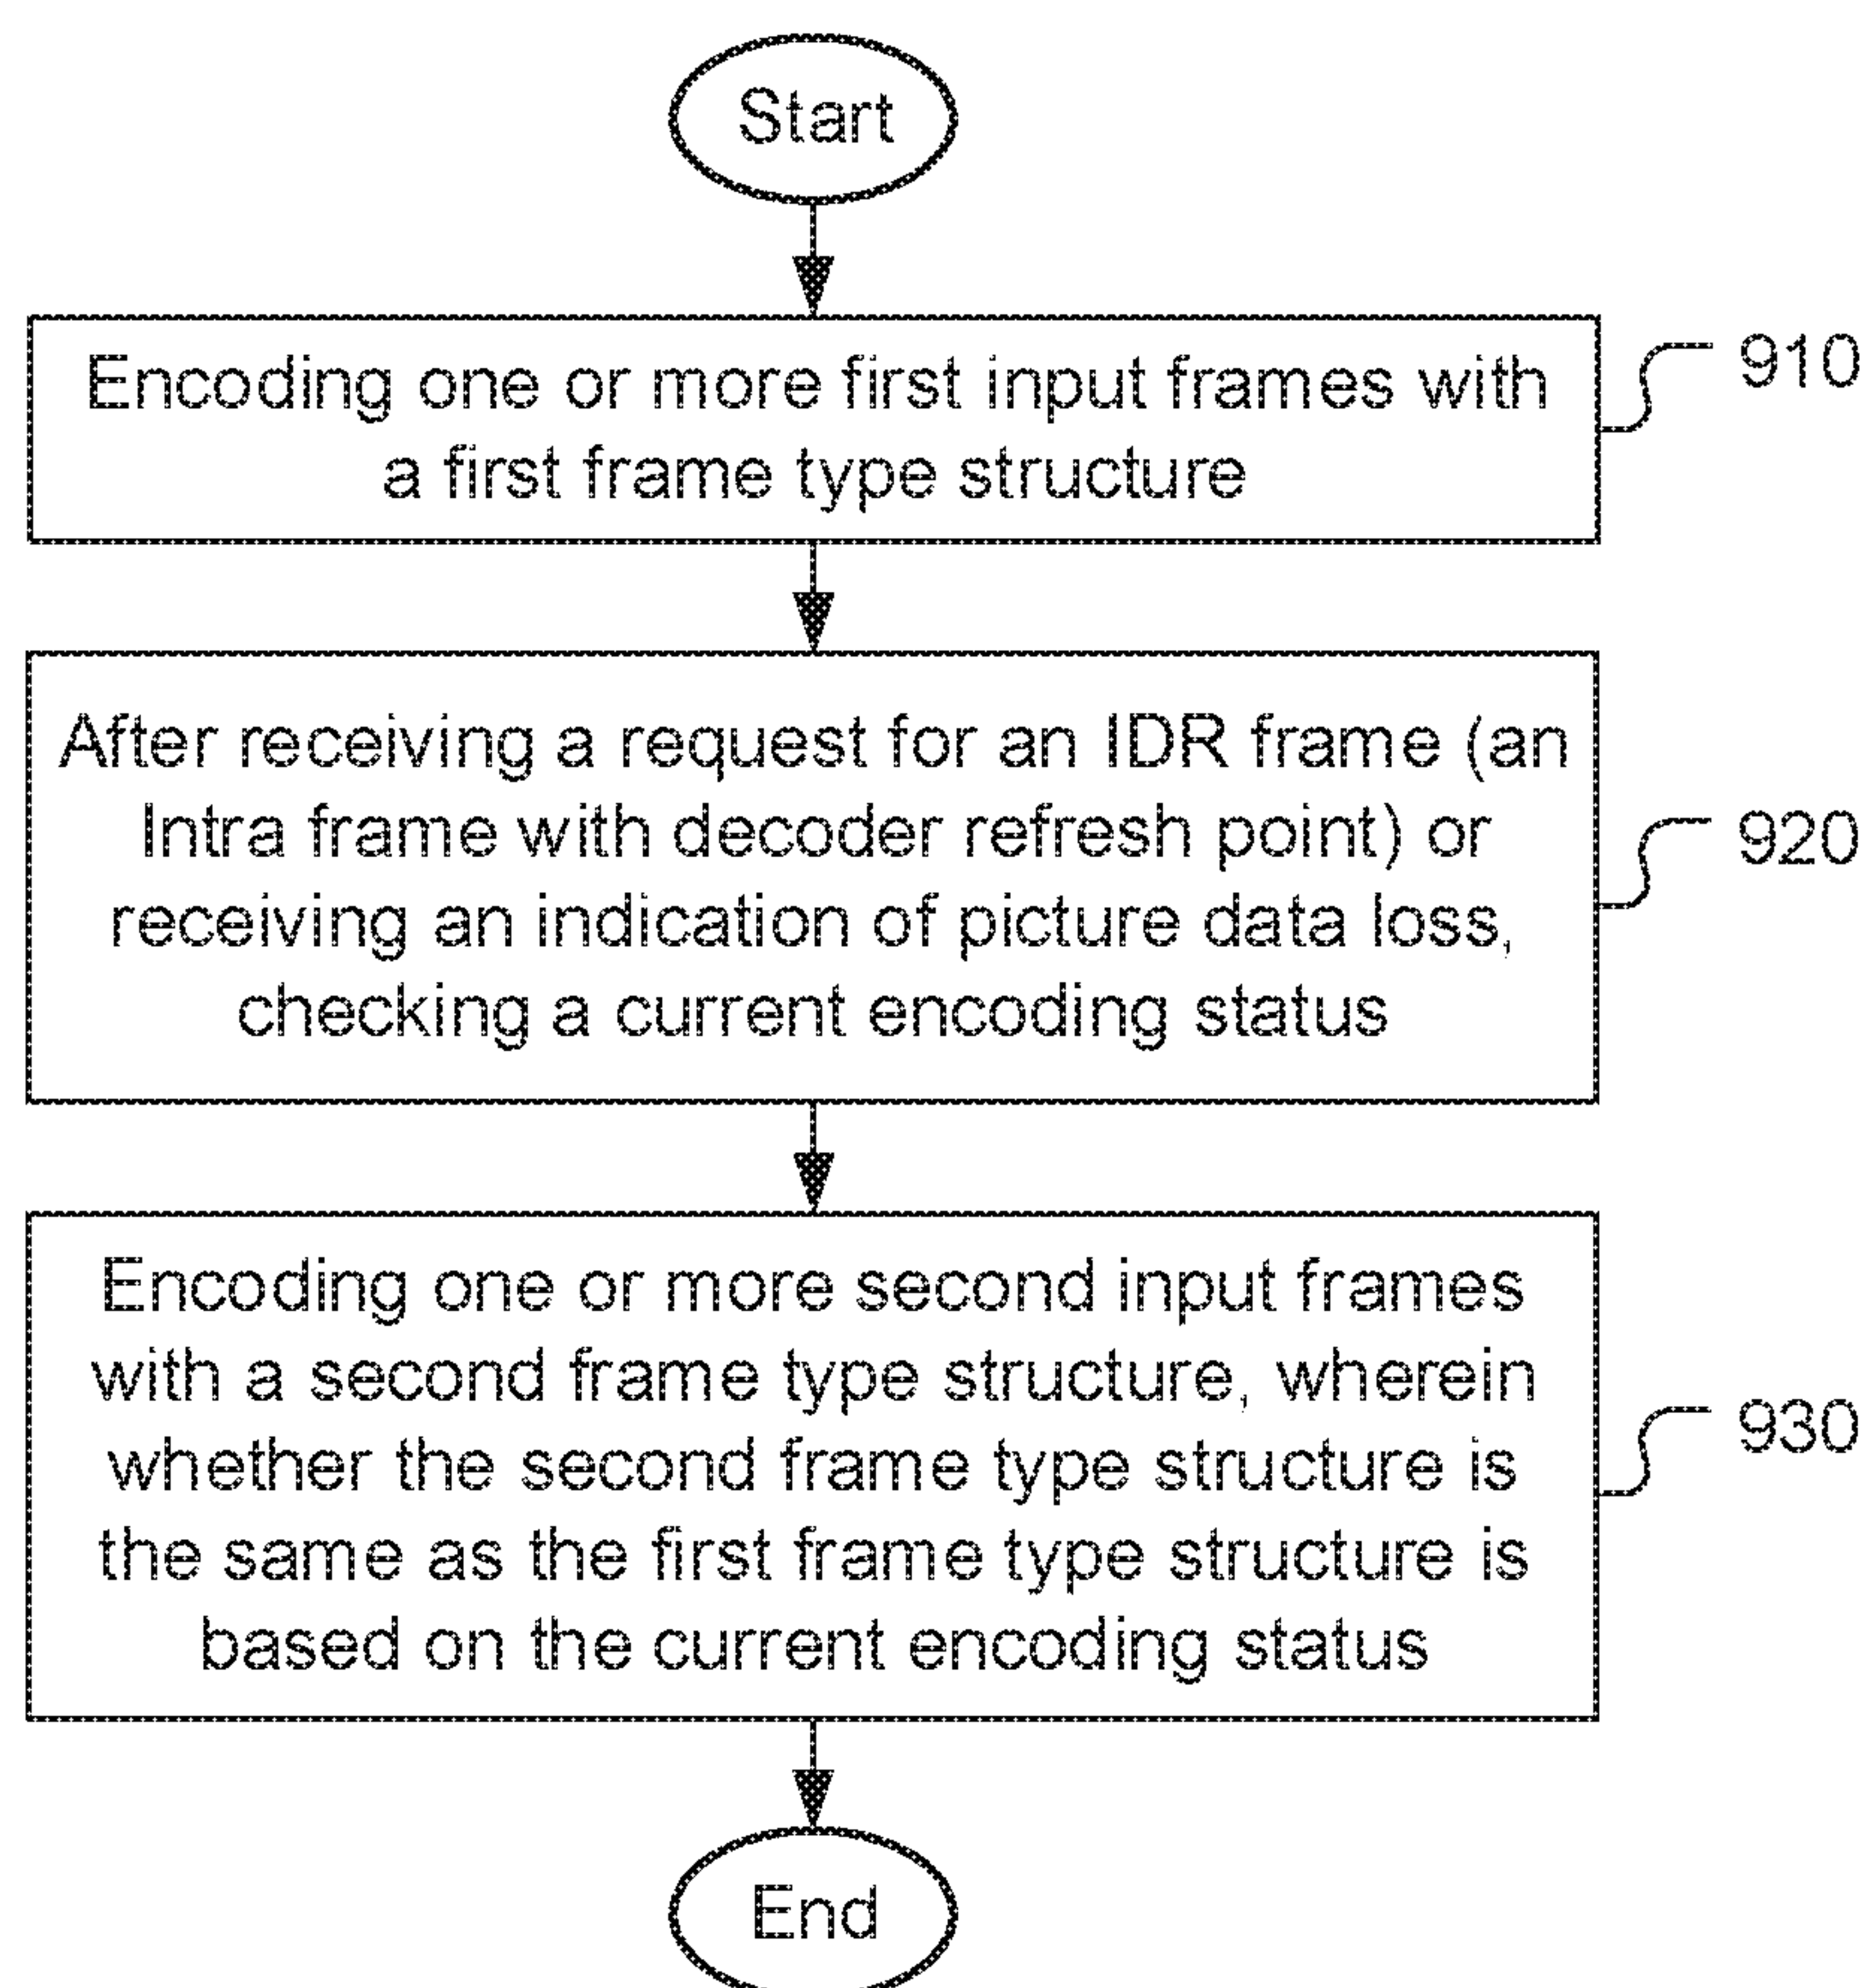 Start
Encoding one or more first input frames with
a first frame type structure
910
After receiving a request for an IDR frame (an
Intra frame with decoder refresh point) or
receiving an indication of picture data loss,
checking a current encoding status
920
Encoding one or more second input frames
with a second frame type structure, wherein
whether the second frame type structure is
the same as the first frame type structure is
based on the current encoding status
930
End